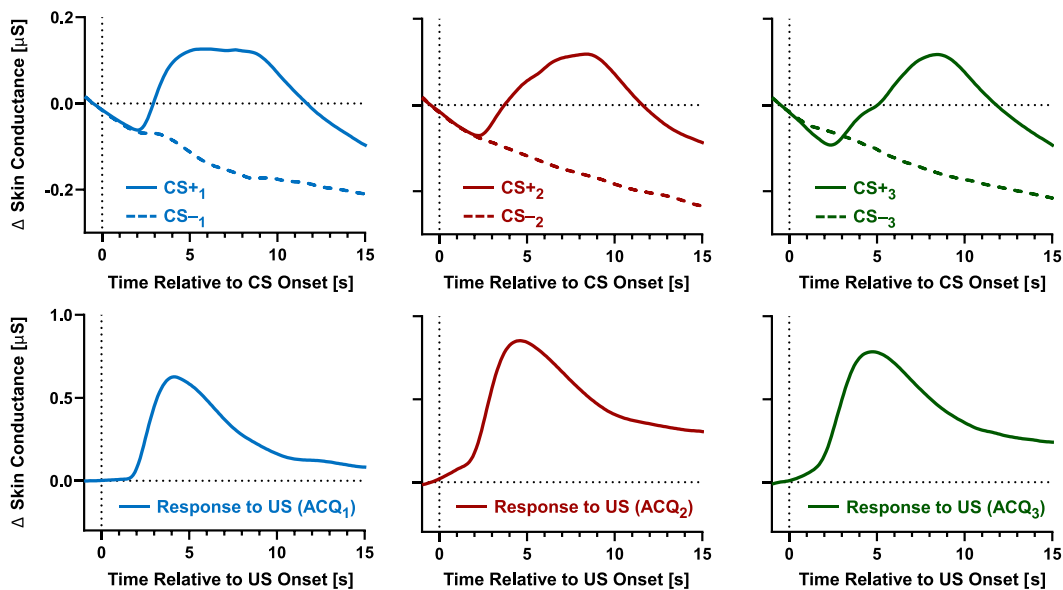 Δ Skin Conductance [µS]
0.2
0.0
-0.2
CS+1
CS–1
0
5
10
15
Time Relative to CS Onset [s]
CS+2
CS–2
0
5
10
15
Time Relative to CS Onset [s]
CS+3
CS–3
0
5
10
15
Time Relative to CS Onset [s]
Δ Skin Conductance [µS]
1.0
0.5
0.0
Response to US (ACQ1)
0
5
10
15
Time Relative to US Onset [s]
Response to US (ACQ2)
0
5
10
15
Time Relative to US Onset [s]
Response to US (ACQ3)
0
5
10
15
Time Relative to US Onset [s]